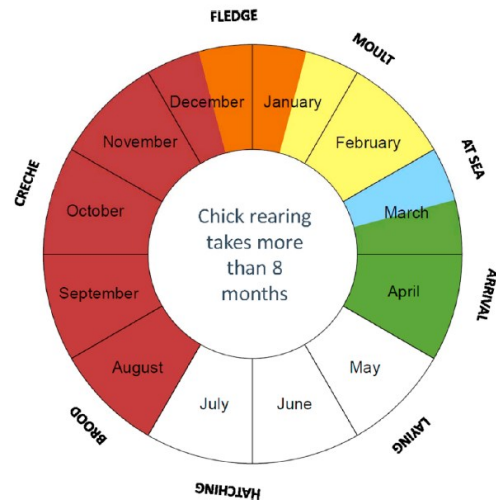 FLEDGE
MOULT
AT SEA
ARRIVAL
LAYING
HATCHING
BROOD
CRECHE
January
February
March
April
May
June
July
August
September
October
November
December
Chick rearing
takes more
than 8
months